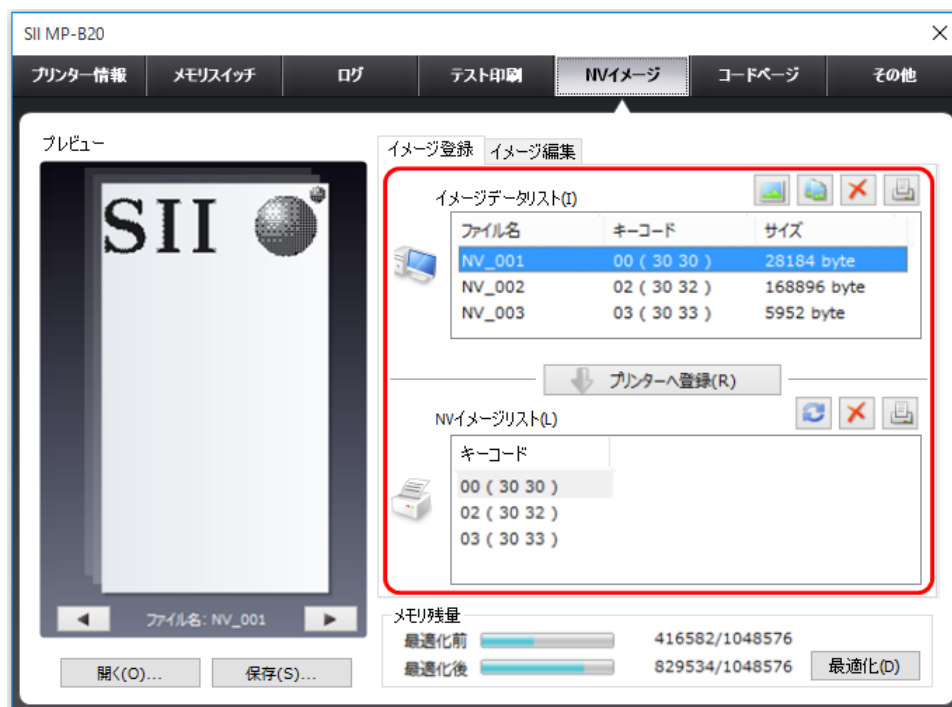 SII MP-B20
プリンター情報 メモリスイッチ ログ テスト印刷 NVイメージ コードページ その他
プレビュー
SII
ファイル名: NV_001
開く(O)... 保存(S)...
イメージ登録 イメージ編集
イメージデータリスト(I)
ファイル名 キーコード サイズ
NV_001 00 ( 30 30 ) 28184 byte
NV_002 02 ( 30 32 ) 168896 byte
NV_003 03 ( 30 33 ) 5952 byte
プリンターへ登録(R)
NVイメージリスト(L)
キーコード
00 ( 30 30 )
02 ( 30 32 )
03 ( 30 33 )
メモリ残量
最適化前 416582/1048576
最適化後 829534/1048576 最適化(D)